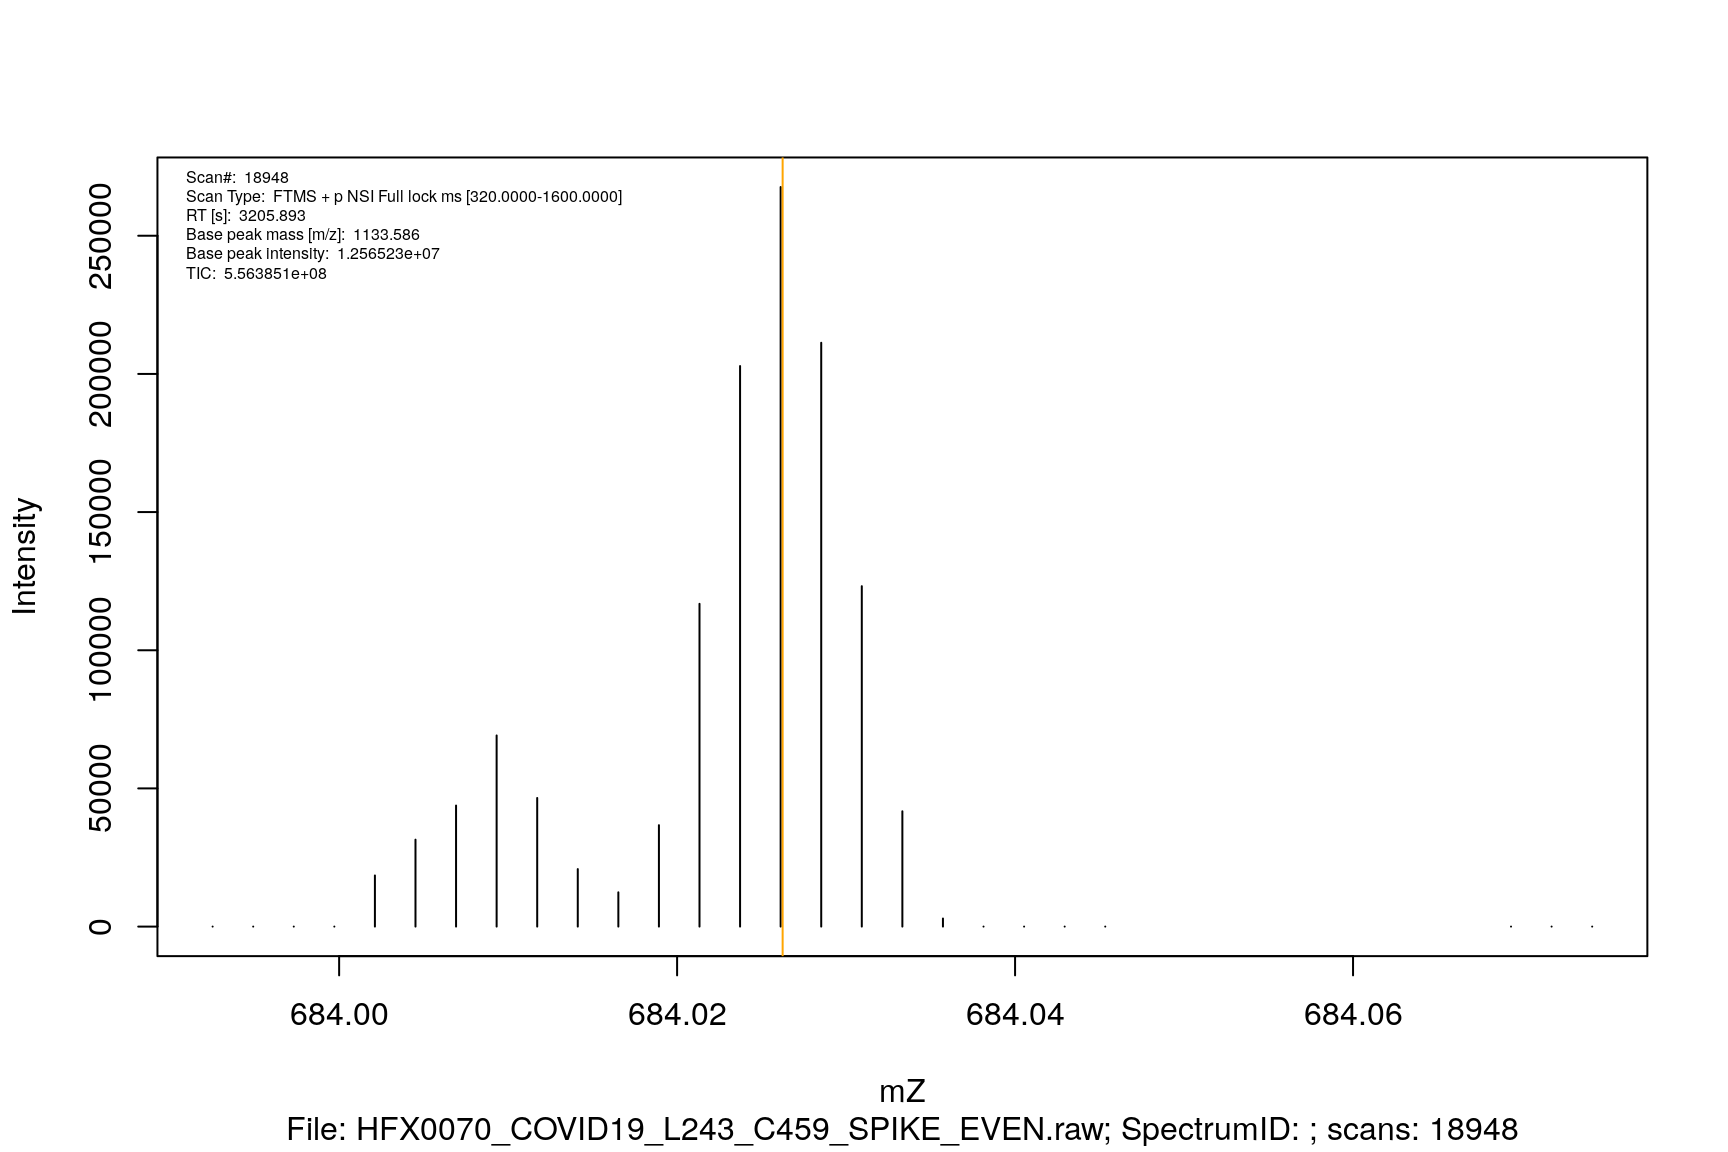 Scan#: 18948
Scan Type: FTMS + p NSI Full lock ms [320.0000-1600.0000]
RT [s]: 3205.893
Base peak mass [m/z]: 1133.586
Base peak intensity: 1.256523e+07
TIC: 5.563851e+08
250000
200000
150000
100000
50000
0
Intensity
684.00 684.02 684.04 684.06
mZ
File: HFX0070_COVID19_L243_C459_SPIKE_EVEN.raw; SpectrumID: ; scans: 18948